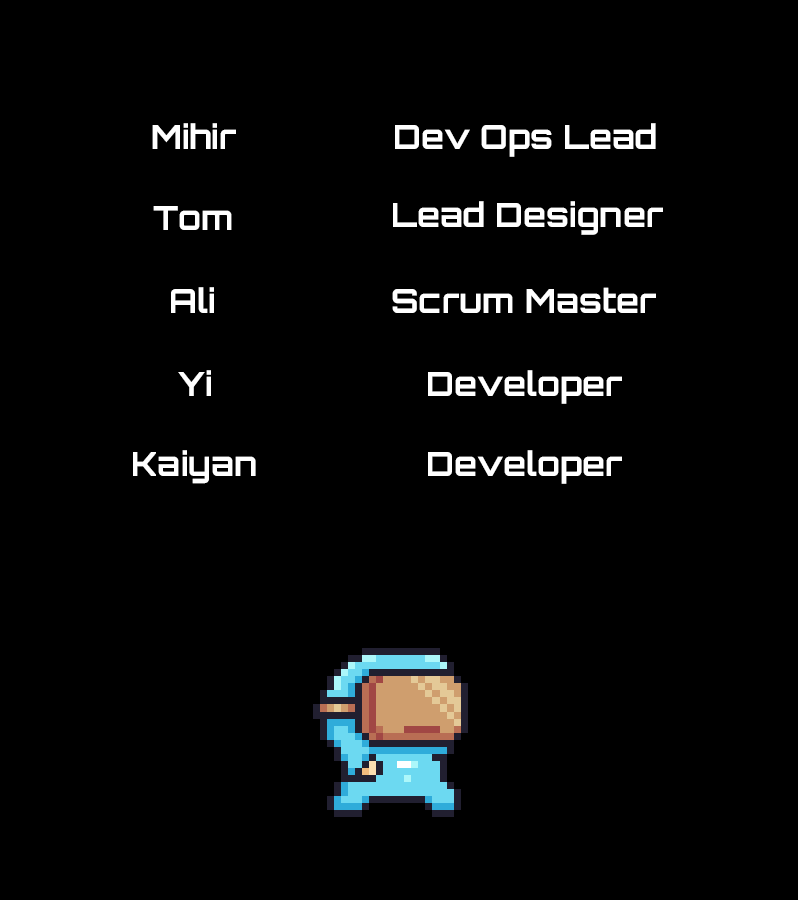 Mihir Dev Ops Lead
Tom Lead Designer
Ali Scrum Master
Yi Developer
Kaiyan Developer